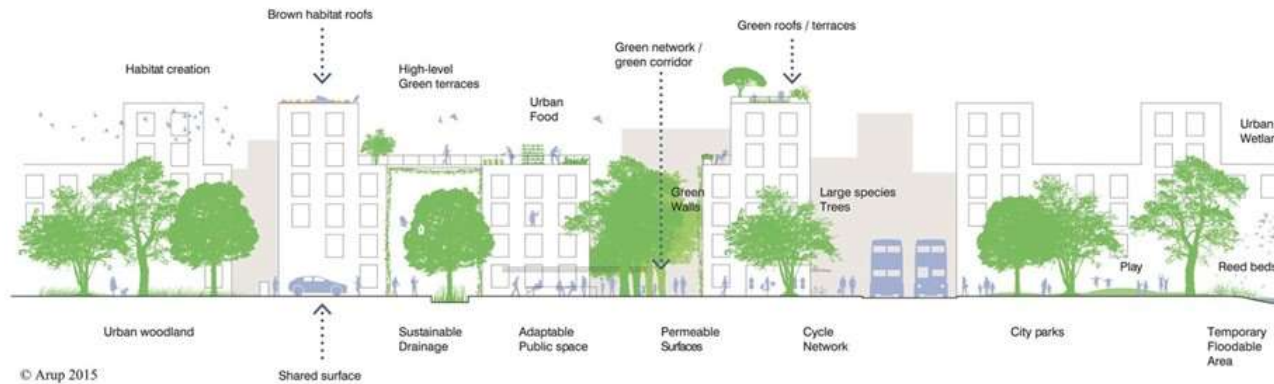 Brown habitat roofs
Green roofs / terraces
Green network /
green corridor
Habitat creation
High-level
Green terraces
Urban
Food
Urban
Green
Walls
Large species
Trees
Play
Reed beds
Urban woodland
Sustainable
Drainage
Adaptable
Public space
Permeable
Surfaces
Cycle
Network
City parks
Temporary
Floodable
Area
Shared surface
© Arup 2015